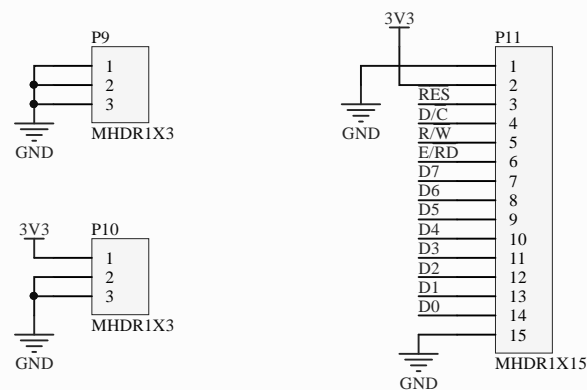 P9
1
2
3
GND
MHDR1X3
3V3
P10
1
2
3
GND
MHDR1X3
3V3
P11
1
2
RES
3
GND
D/C
4
R/W
5
E/RD
6
D7
7
D6
8
D5
9
D4
10
D3
11
D2
12
D1
13
D0
14
15
GND
MHDR1X15